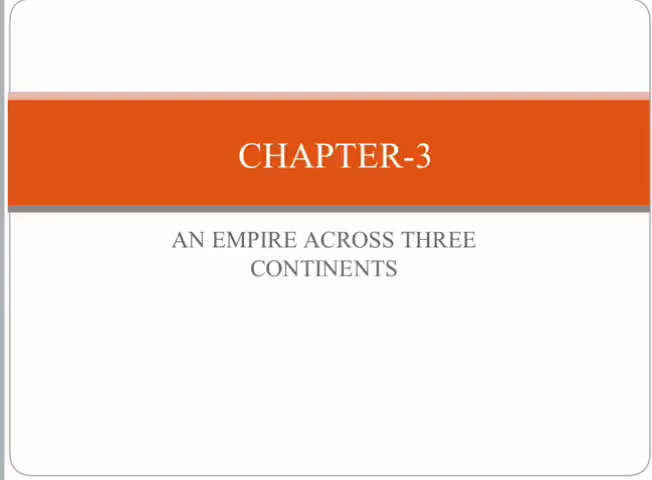 CHAPTER-3
AN EMPIRE ACROSS THREE
CONTINENTS